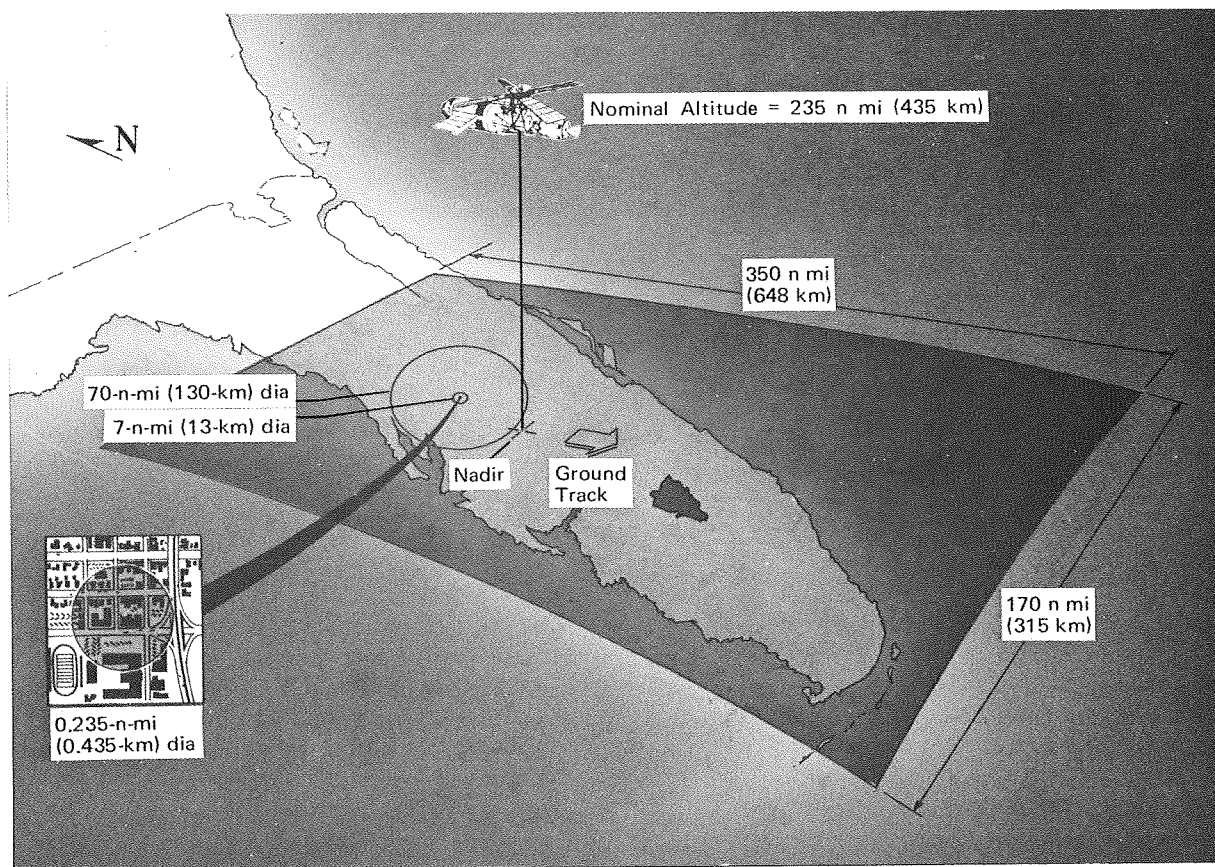 Nominal Altitude = 235 n mi (435 km)
N
350 n mi
(648 km)
70-n-mi (130-km) dia
7-n-mi (13-km) dia
Nadir
Ground
Track
170 n mi
(315 km)
0.235-n-mi
(0.435-km) dia